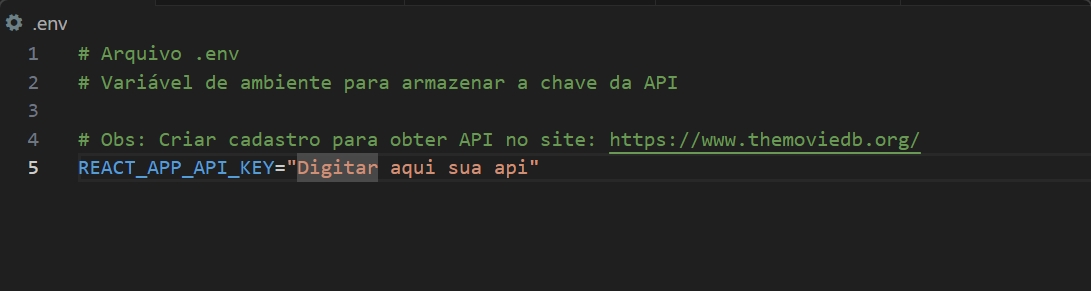 .env
1 # Arquivo .env
2 # Variável de ambiente para armazenar a chave da API
3
4 # Obs: Criar cadastro para obter API no site: https://www.themoviedb.org/
5 REACT_APP_API_KEY="Digitar aqui sua api"